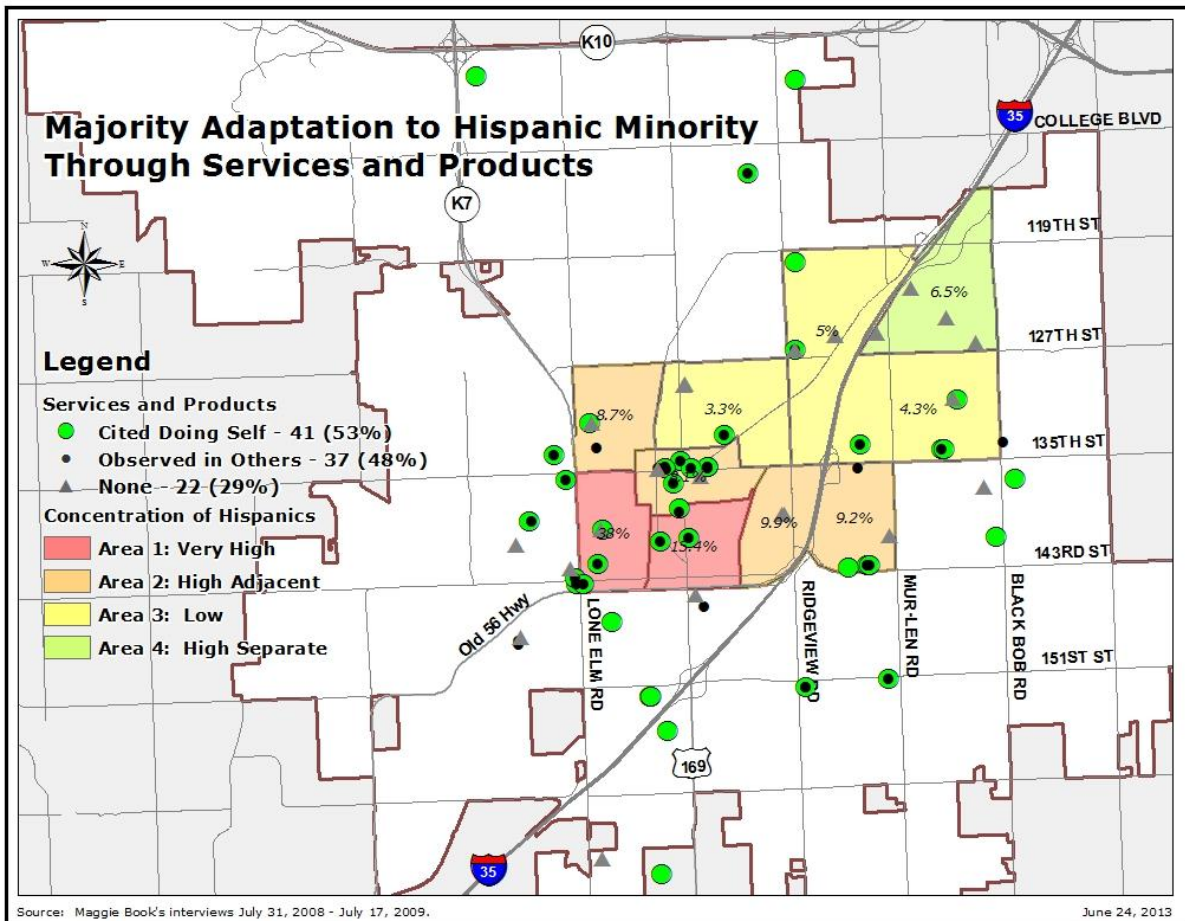 K10
Majority Adaptation to Hispanic Minority
Through Services and Products
35
COLLEGE BLVD
K7
N
W E
S
119TH ST
6.5%
5%
127TH ST
Legend
Services and Products
Cited Doing Self - 41 (53%)
Observed in Others - 37 (48%)
None - 22 (29%)
Concentration of Hispanics
Area 1: Very High
Area 2: High Adjacent
Area 3: Low
Area 4: High Separate
8.7%
3.3%
4.3%
135TH ST
38%
15.4%
9.9%
9.2%
143RD ST
Old 56 Hwy
LONE ELM RD
RIDGEVIEW RD
MUR-LEN RD
BLACK BOB RD
151ST ST
169
35
Source: Maggie Book's interviews July 31, 2008 - July 17, 2009.
June 24, 2013